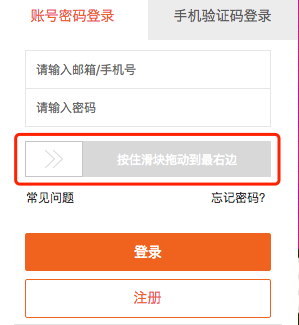 账号密码登录 手机验证码登录
请输入邮箱/手机号
请输入密码
按住滑块拖动到最右边
常见问题 忘记密码?
登录
注册